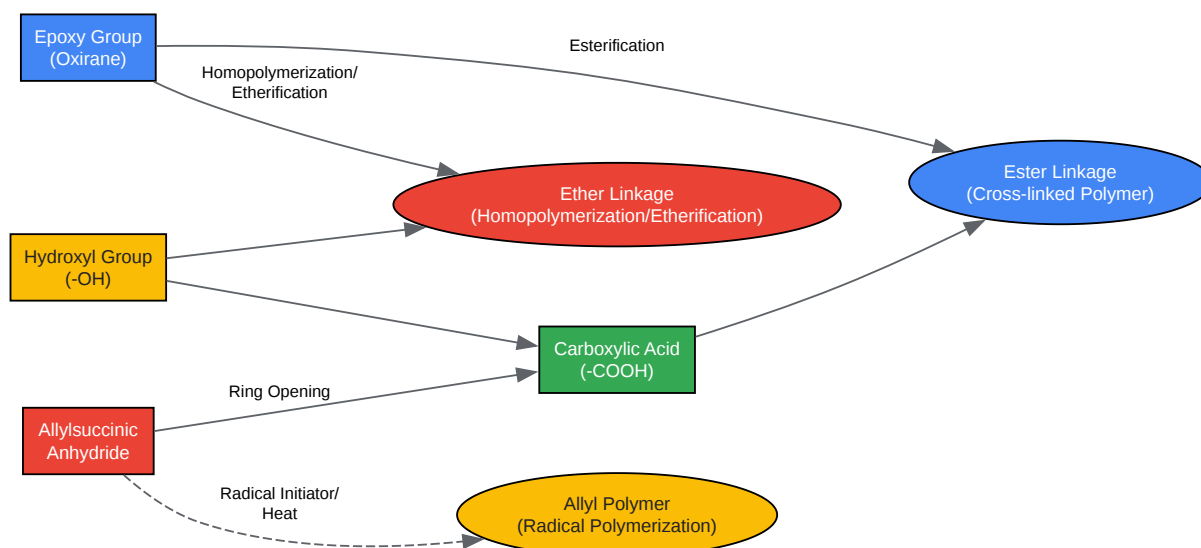 Epoxy Group
(Oxirane)
Esterification
Homopolymerization/
Etherification
Ether Linkage
(Homopolymerization/Etherification)
Ester Linkage
(Cross-linked Polymer)
Hydroxyl Group
(-OH)
Carboxylic Acid
(-COOH)
Ring Opening
Allylsuccinic
Anhydride
Radical Initiator/
Heat
Allyl Polymer
(Radical Polymerization)